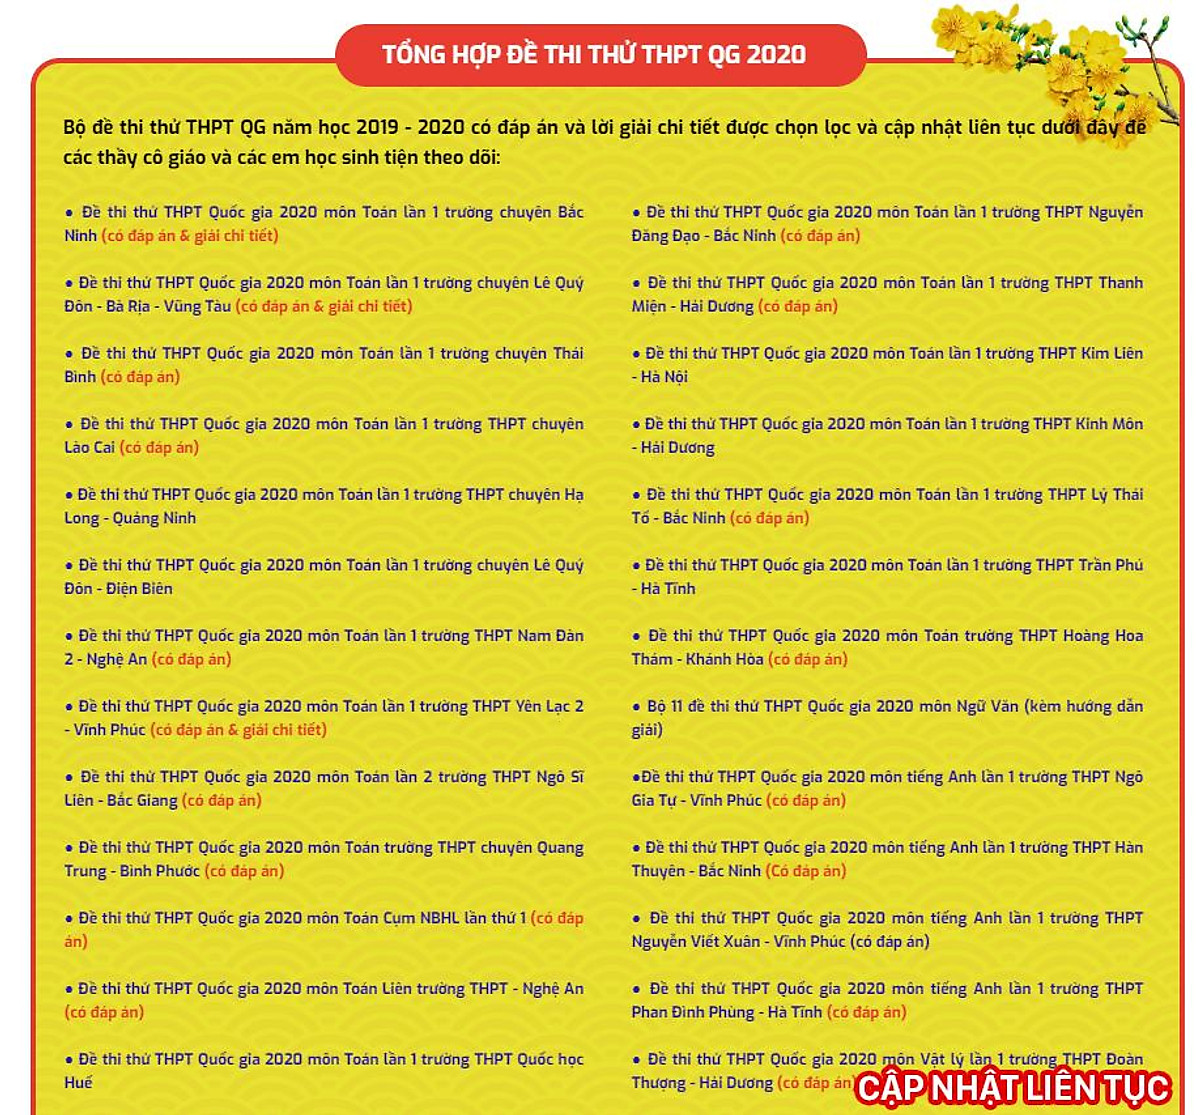 TỔNG HỢP ĐỀ THI THỬ THPT QG 2020
Bộ đề thi thử THPT QG năm học 2019 - 2020 có đáp án và lời giải chi tiết được chọn lọc và cập nhật liên tục dưới đây để
các thầy cô giáo và các em học sinh tiện theo dõi:
● Đề thi thử THPT Quốc gia 2020 môn Toán lần 1 trường chuyên Bắc
Ninh (có đáp án & giải chi tiết)
● Đề thi thử THPT Quốc gia 2020 môn Toán lần 1 trường chuyên Lê Quý
Đôn - Bà Rịa - Vũng Tàu (có đáp án & giải chi tiết)
● Đề thi thử THPT Quốc gia 2020 môn Toán lần 1 trường chuyên Thái
Bình (có đáp án)
● Đề thi thử THPT Quốc gia 2020 môn Toán lần 1 trường THPT chuyên
Lào Cai (có đáp án)
● Đề thi thử THPT Quốc gia 2020 môn Toán lần 1 trường THPT chuyên Hạ
Long - Quảng Ninh
● Đề thi thử THPT Quốc gia 2020 môn Toán lần 1 trường chuyên Lê Quý
Đôn - Điện Biên
● Đề thi thử THPT Quốc gia 2020 môn Toán lần 1 trường THPT Nam Đàn
2 - Nghệ An (có đáp án)
● Đề thi thử THPT Quốc gia 2020 môn Toán lần 1 trường THPT Yên Lạc 2
- Vĩnh Phúc (có đáp án & giải chi tiết)
● Đề thi thử THPT Quốc gia 2020 môn Toán lần 2 trường THPT Ngô Sĩ
Liên - Bắc Giang (có đáp án)
● Đề thi thử THPT Quốc gia 2020 môn Toán trường THPT chuyên Quang
Trung - Bình Phước (có đáp án)
● Đề thi thử THPT Quốc gia 2020 môn Toán Cụm NBHL lần thứ 1 (có đáp
án)
● Đề thi thử THPT Quốc gia 2020 môn Toán Liên trường THPT - Nghệ An
(có đáp án)
● Đề thi thử THPT Quốc gia 2020 môn Toán lần 1 trường THPT Quốc học
Huế
● Đề thi thử THPT Quốc gia 2020 môn Toán lần 1 trường THPT Nguyễn
Đăng Đạo - Bắc Ninh (có đáp án)
● Đề thi thử THPT Quốc gia 2020 môn Toán lần 1 trường THPT Thanh
Miện - Hải Dương (có đáp án)
● Đề thi thử THPT Quốc gia 2020 môn Toán lần 1 trường THPT Kim Liên
- Hà Nội
● Đề thi thử THPT Quốc gia 2020 môn Toán lần 1 trường THPT Kinh Môn
- Hải Dương
● Đề thi thử THPT Quốc gia 2020 môn Toán lần 1 trường THPT Lý Thái
Tổ - Bắc Ninh (có đáp án)
● Đề thi thử THPT Quốc gia 2020 môn Toán lần 1 trường THPT Trần Phú
- Hà Tĩnh
● Đề thi thử THPT Quốc gia 2020 môn Toán trường THPT Hoàng Hoa
Thám - Khánh Hòa (có đáp án)
● Bộ 11 đề thi thử THPT Quốc gia 2020 môn Ngữ Văn (kèm hướng dẫn
giải)
●Đề thi thử THPT Quốc gia 2020 môn tiếng Anh lần 1 trường THPT Ngô
Gia Tự - Vĩnh Phúc (có đáp án)
● Đề thi thử THPT Quốc gia 2020 môn tiếng Anh lần 1 trường THPT Hàn
Thuyên - Bắc Ninh (Có đáp án)
● Đề thi thử THPT Quốc gia 2020 môn tiếng Anh lần 1 trường THPT
Nguyễn Viết Xuân - Vĩnh Phúc (có đáp án)
● Đề thi thử THPT Quốc gia 2020 môn tiếng Anh lần 1 trường THPT
Phan Đình Phùng - Hà Tĩnh (có đáp án)
● Đề thi thử THPT Quốc gia 2020 môn Vật lý lần 1 trường THPT Đoàn
Thượng - Hải Dương (có đáp án)
CẬP NHẬT LIÊN TỤC